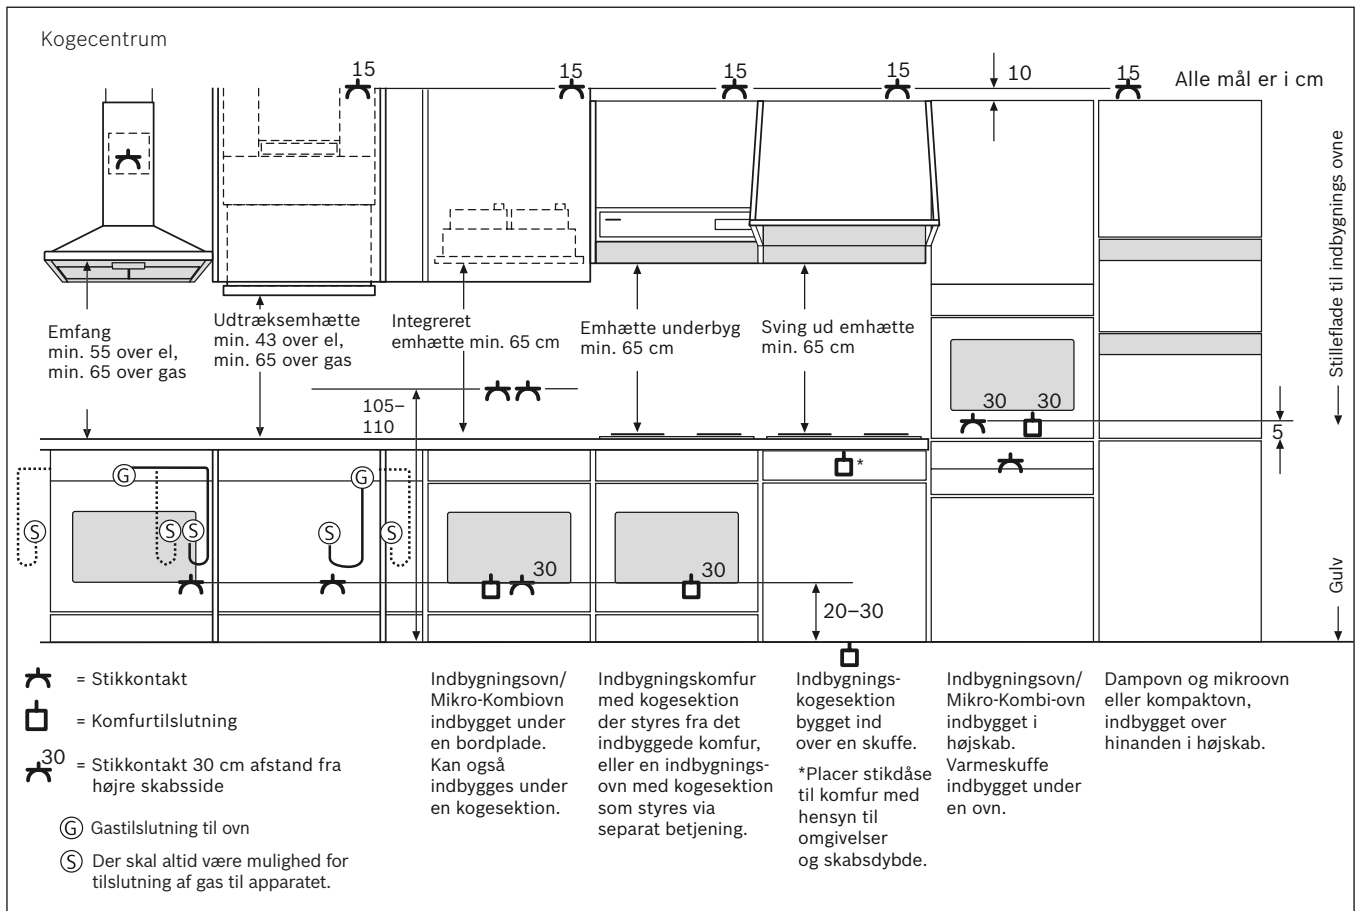 Kogecentrum
15
15
15
15
10
15
Alle mål er i cm
Stilleflade til indbygnings ovne
Emfang
min. 55 over el,
min. 65 over gas
Udtræksemhætte
min. 43 over el,
min. 65 over gas
Integreret
emhætte min. 65 cm
Emhætte underbyg
min. 65 cm
Sving ud emhætte
min. 65 cm
105–
110
30
30
5
G
G
*
S
S
S
S
S
30
30
20–30
Gulv
= Stikkontakt
= Komfurtilslutning
30
= Stikkontakt 30 cm afstand fra
højre skabsside
G Gastilslutning til ovn
S Der skal altid være mulighed for
tilslutning af gas til apparatet.
Indbygningsovn/
Mikro-Kombiovn
indbygget under
en bordplade.
Kan også
indbygges under
en kogesektion.
Indbygningskomfur
med kogesektion
der styres fra det
indbyggede komfur,
eller en indbygnings-
ovn med kogesektion
som styres via
separat betjening.
Indbygnings-
kogesektion
bygget ind
over en skuffe.
*Placer stikdåse
til komfur med
hensyn til
omgivelser
og skabsdybde.
Indbygningsovn/
Mikro-Kombi-ovn
indbygget i
højskab.
Varmeskuffe
indbygget under
en ovn.
Dampovn og mikroovn
eller kompaktovn,
indbygget over
hinanden i højskab.